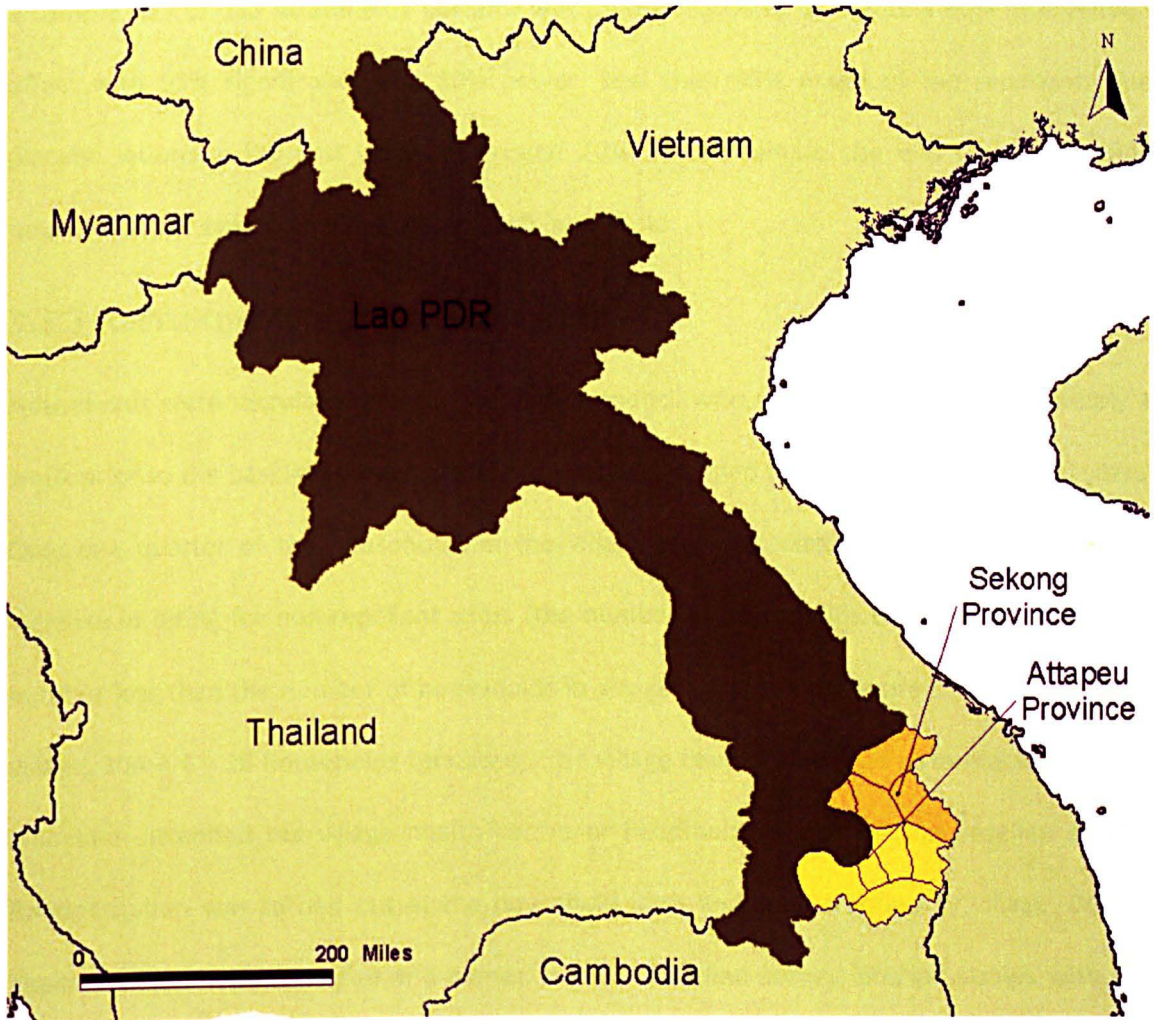 China
N
Vietnam
Myanmar
Lao PDR
Sekong
Province
Attapeu
Province
Thailand
0
200 Miles
Cambodia